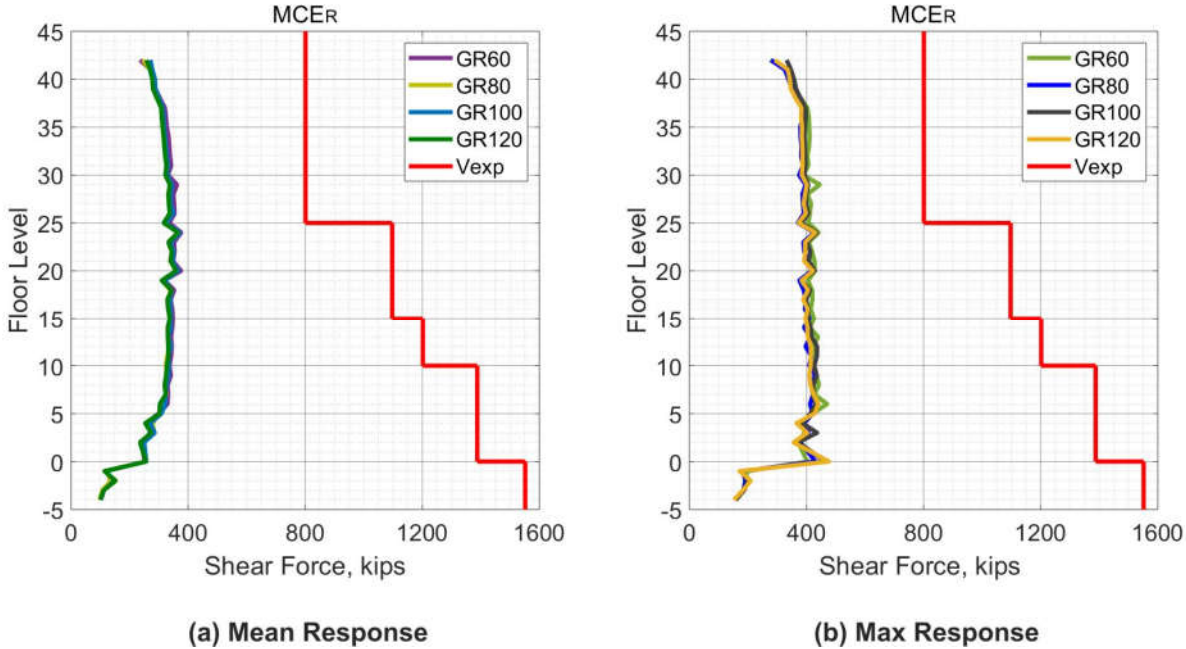 MCER
45
40
35
30
25
20
15
10
5
0
-5
Floor Level
GR60
GR80
GR100
GR120
Vexp
0
400
800
1200
1600
Shear Force, kips
(a) Mean Response
MCER
45
40
35
30
25
20
15
10
5
0
-5
Floor Level
GR60
GR80
GR100
GR120
Vexp
0
400
800
1200
1600
Shear Force, kips
(b) Max Response